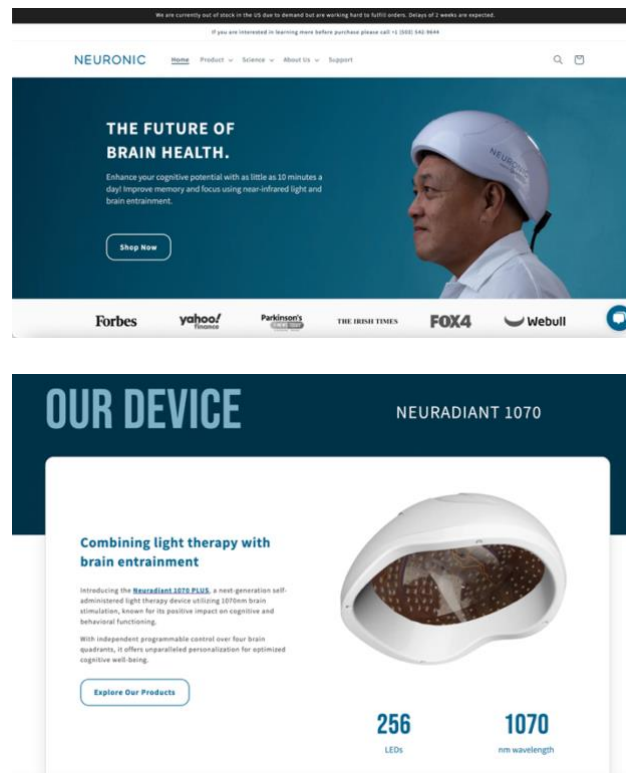 We are currently out of stock in the US due to demand but are working hard to fulfill orders. Delays of 2 weeks are expected.
If you are interested in learning more before purchase please call +1 (503) 541-9644
NEURONIC Home Product Science About Us Support
THE FUTURE OF
BRAIN HEALTH.
Enhance your cognitive potential with as little as 10 minutes a
day! Improve memory and focus using near-infrared light and
brain entrainment.
NEURONIC
Shop Now
Forbes yahoo! finance Parkinson's NEWS TODAY THE IRISH TIMES FOX4 Webull
OUR DEVICE
NEURADIANT 1070
Combining light therapy with
brain entrainment
Introducing the Neuradiant 1070 PLUS, a next-generation self-
administered light therapy device utilizing 1070nm brain
stimulation, known for its positive impact on cognitive and
behavioral functioning.
With independent programmable control over four brain
quadrants, it offers unparalleled personalization for optimized
cognitive well-being.
Explore Our Products
256 1070
LEDs nm wavelength